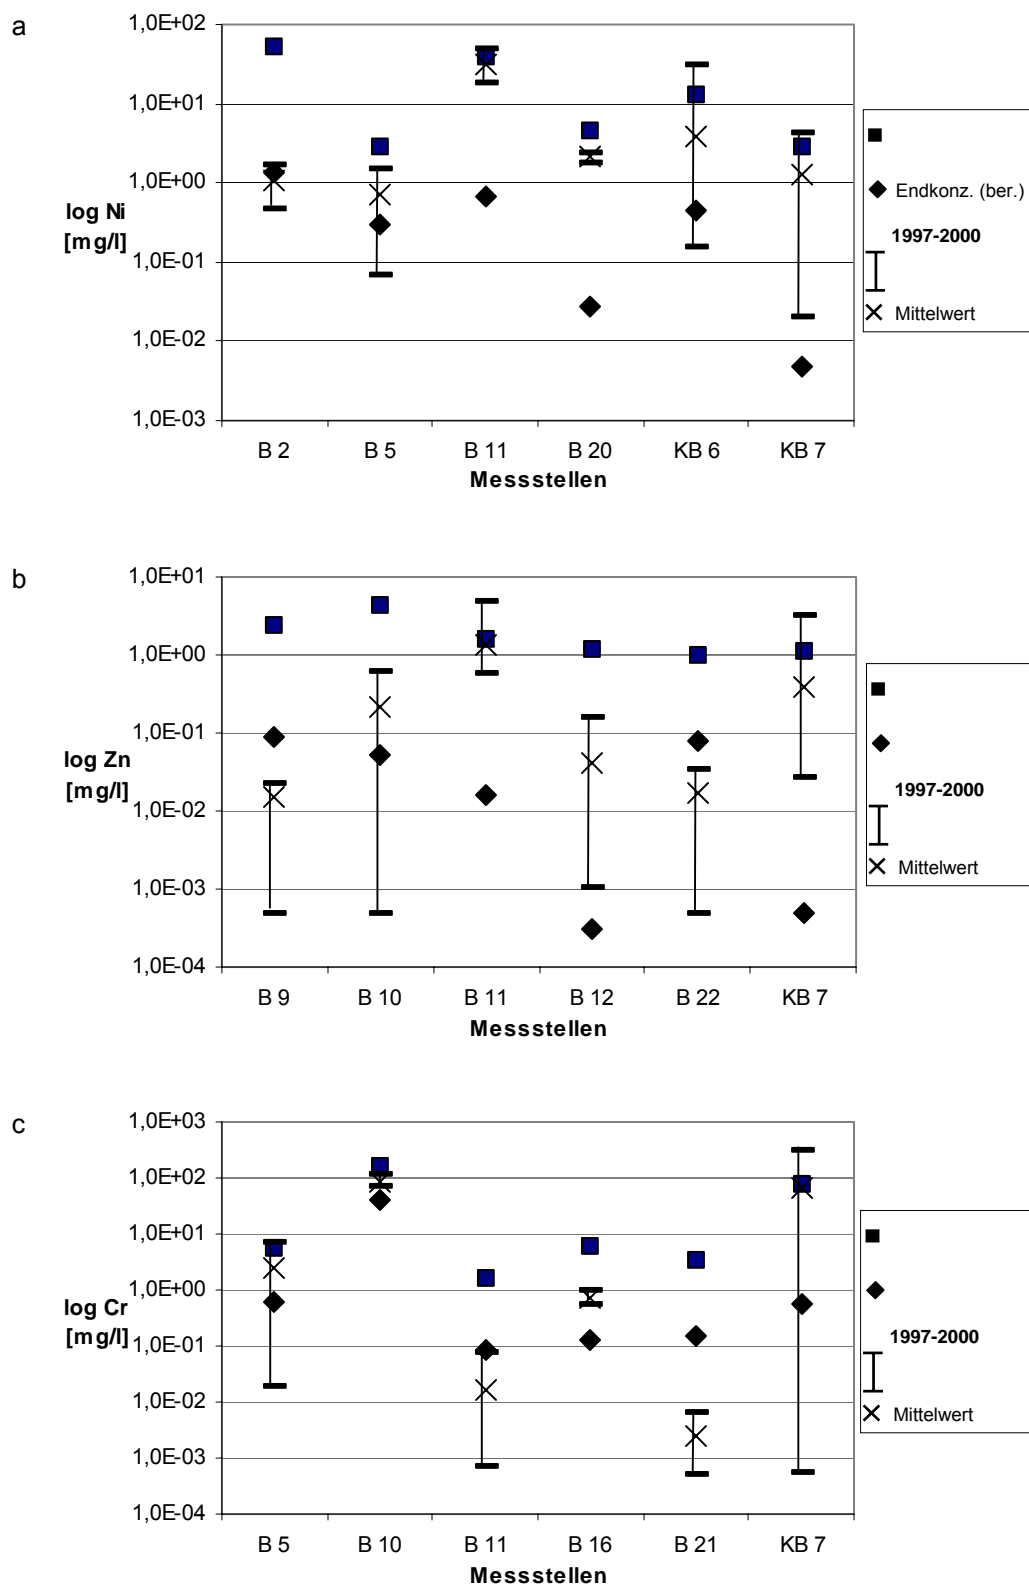 a
1,0E+02
1,0E+01
1,0E+00
1,0E-01
1,0E-02
1,0E-03
log Ni
[mg/l]
B 2 B 5 B 11 B 20 KB 6 KB 7
Messstellen
Endkonz. (ber.)
1997-2000
Mittelwert
b
1,0E+01
1,0E+00
1,0E-01
1,0E-02
1,0E-03
1,0E-04
log Zn
[mg/l]
B 9 B 10 B 11 B 12 B 22 KB 7
Messstellen
1997-2000
Mittelwert
c
1,0E+03
1,0E+02
1,0E+01
1,0E+00
1,0E-01
1,0E-02
1,0E-03
1,0E-04
log Cr
[mg/l]
B 5 B 10 B 11 B 16 B 21 KB 7
Messstellen
1997-2000
Mittelwert